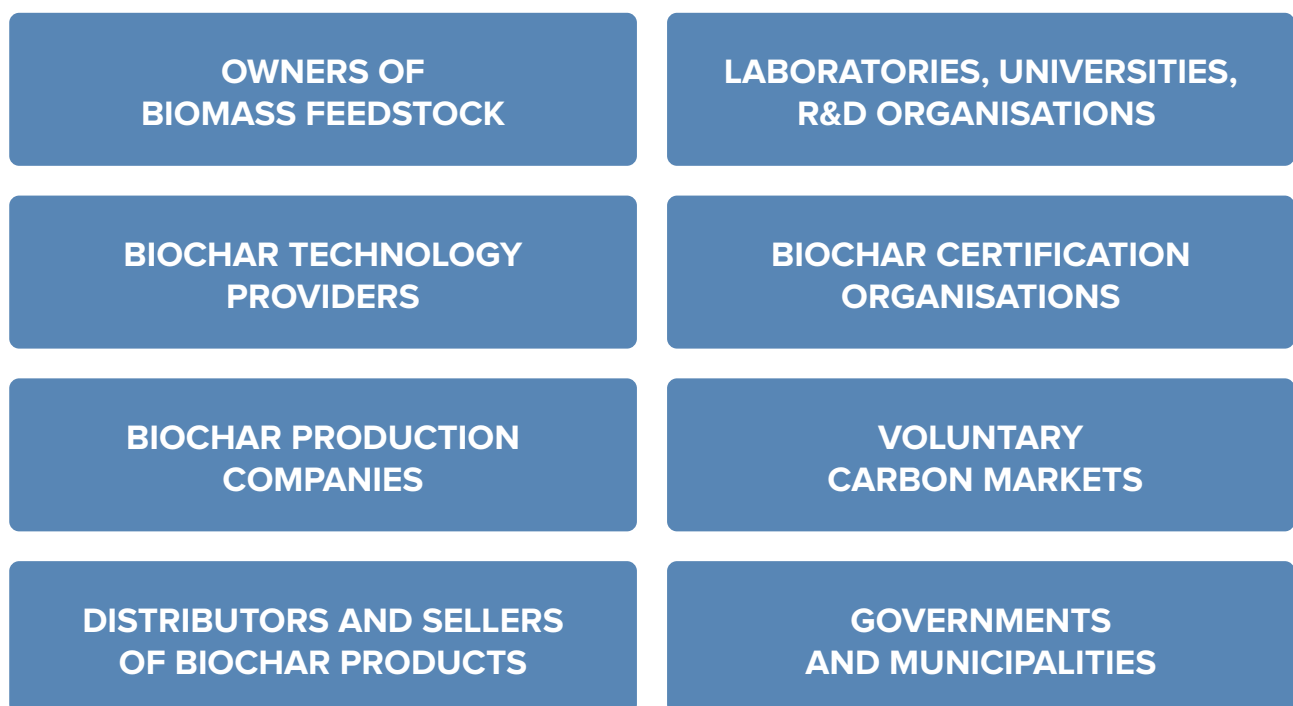 OWNERS OF
BIOMASS FEEDSTOCK
LABORATORIES, UNIVERSITIES,
R&D ORGANISATIONS
BIOCHAR TECHNOLOGY
PROVIDERS
BIOCHAR CERTIFICATION
ORGANISATIONS
BIOCHAR PRODUCTION
COMPANIES
VOLUNTARY
CARBON MARKETS
DISTRIBUTORS AND SELLERS
OF BIOCHAR PRODUCTS
GOVERNMENTS
AND MUNICIPALITIES